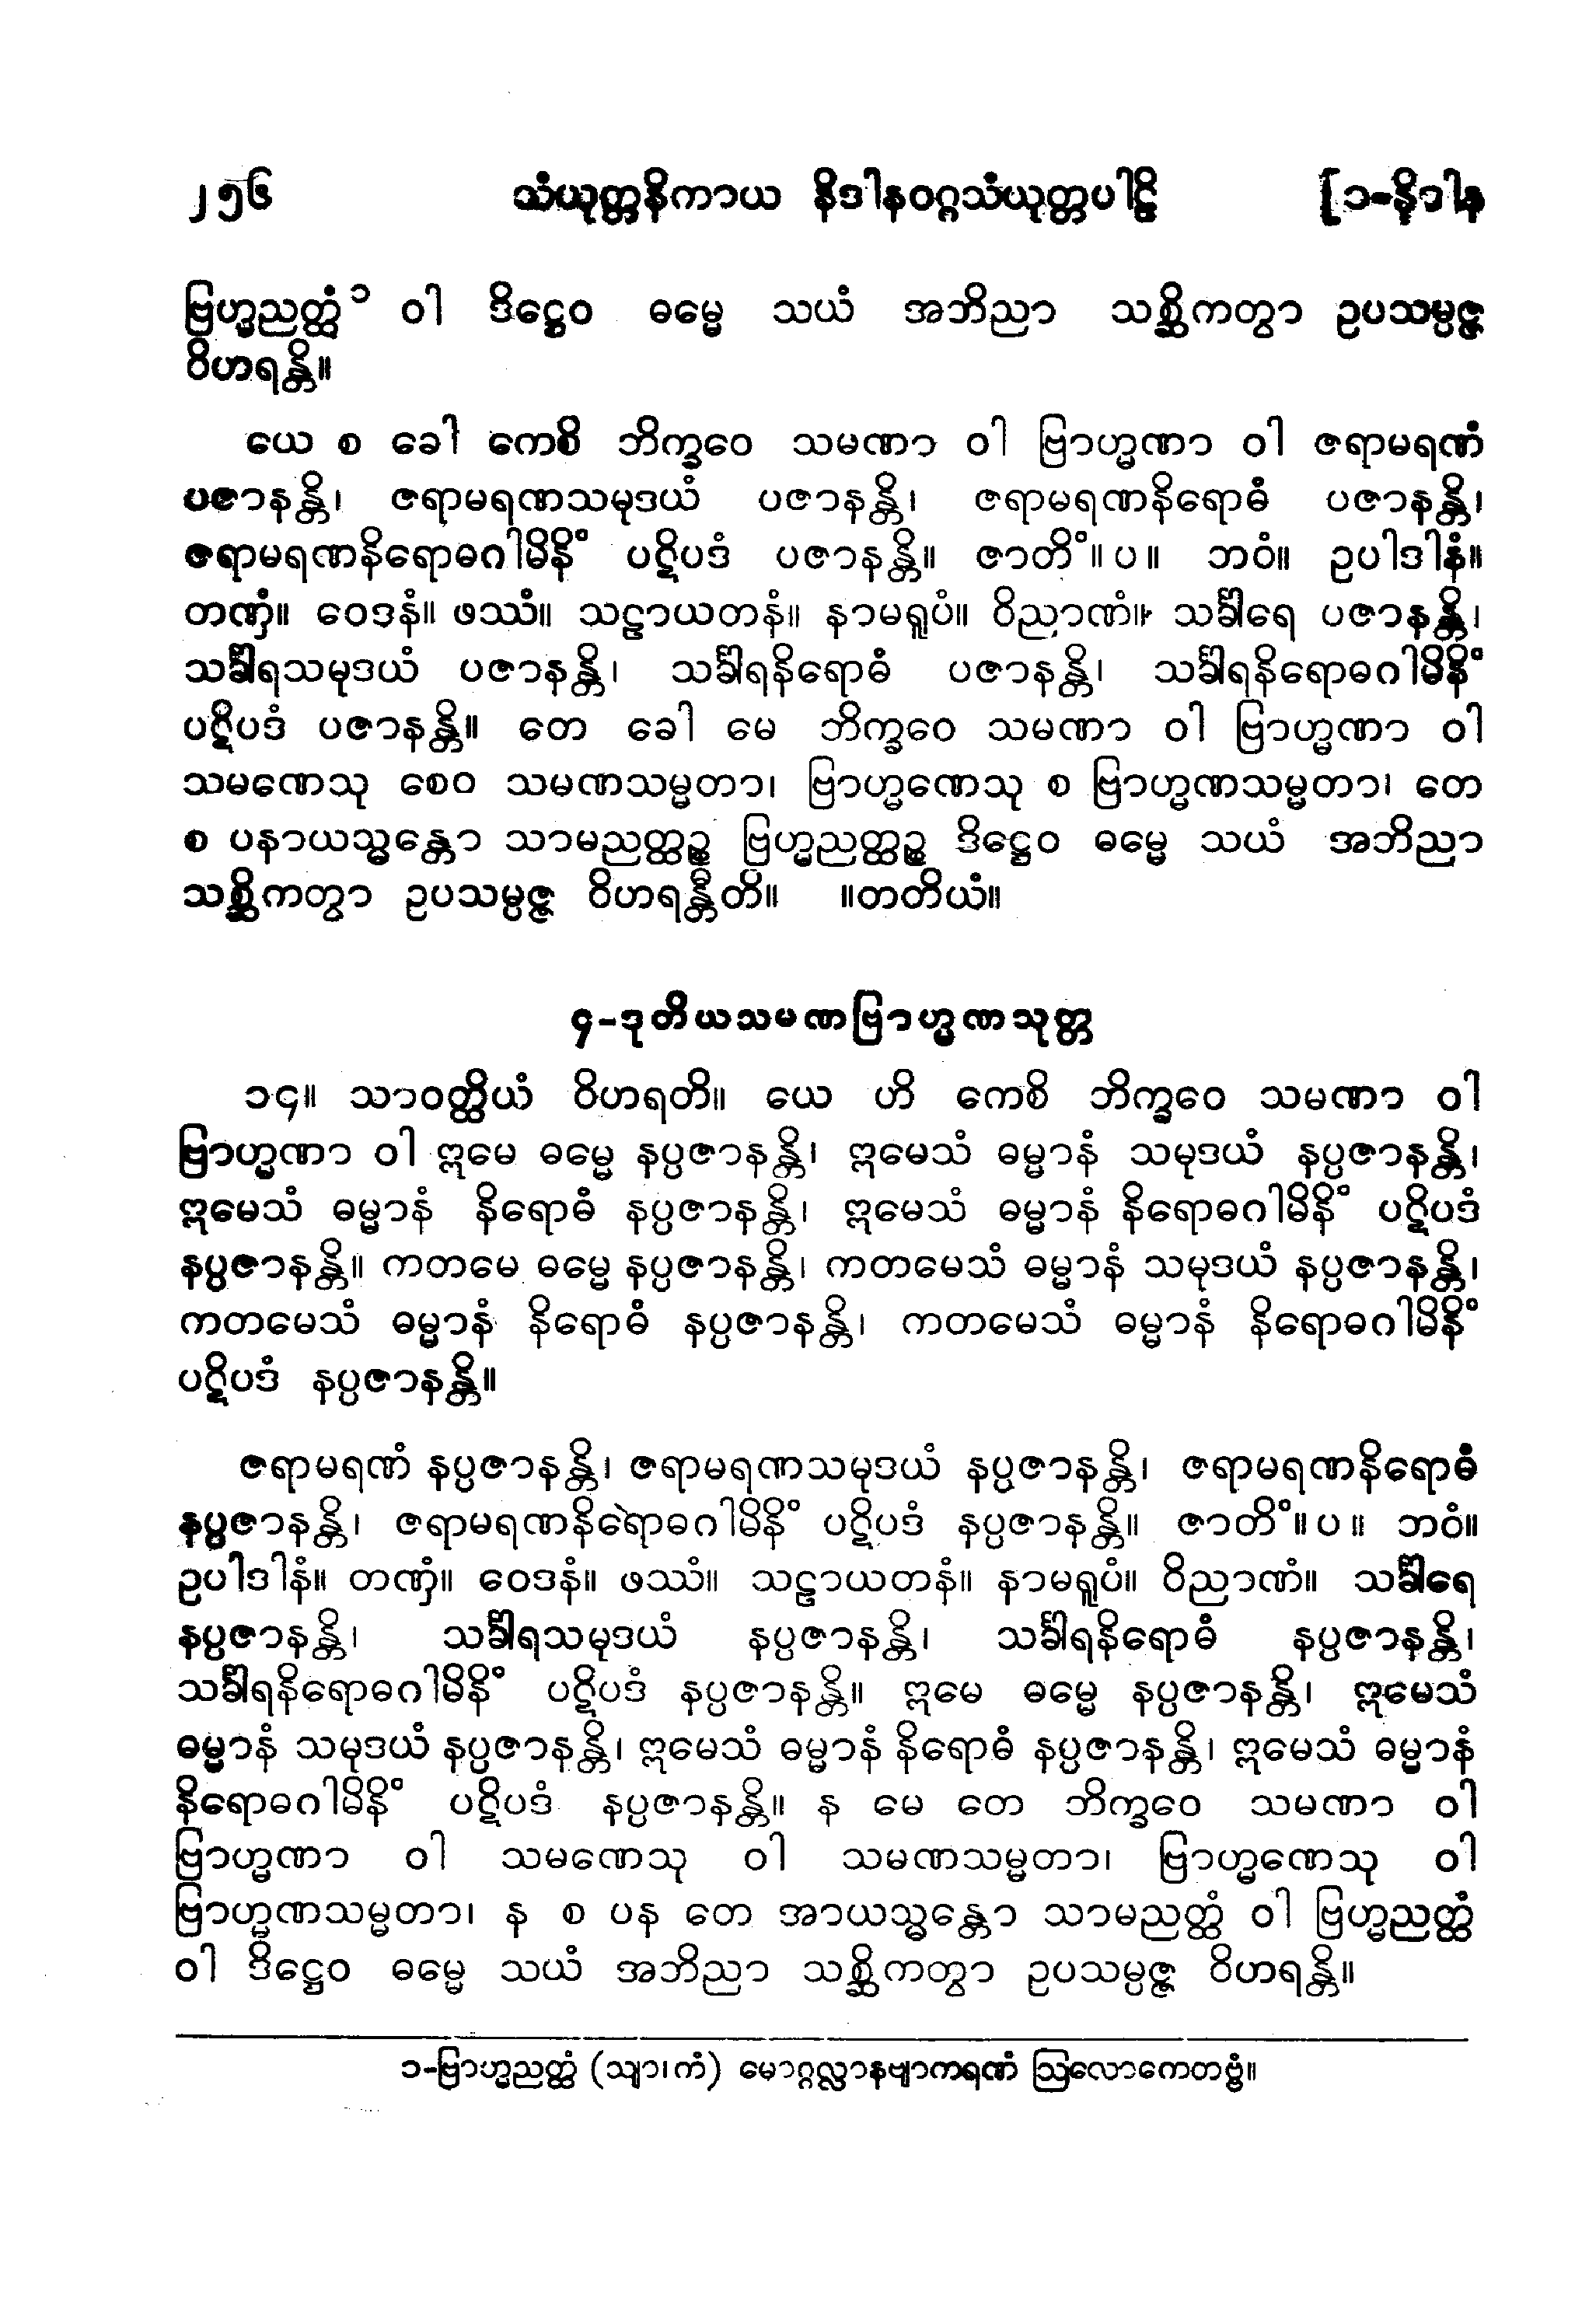 ၂၅၆ သံယုတ္တနိကာယ နိဒါနဝဂ္ဂသံယုတ္တပါဠိ [၁-နိဒါန
ဗြဟ္မညတ္ထံ ၁ ဝါ ဒိဋ္ဌေဝ ဓမ္မေ သယံ အဘိညာ သစ္ဆိကတွာ ဥပသမ္ပဇ္ဇ
ဝိဟရန္တိ။
ယေ စ ခေါ ကေစိ ဘိက္ခဝေ သမဏာ ဝါ ဗြာဟ္မဏာ ဝါ ဇရာမရဏံ
ပဇာနန္တိ၊ ဇရာမရဏသမုဒယံ ပဇာနန္တိ၊ ဇရာမရဏနိရောဓံ ပဇာနန္တိ၊
ဇရာမရဏနိရောဓဂါမိနိံ ပဋိပဒံ ပဇာနန္တိ။ ဇာတိံ။ ပ။ ဘဝံ။ ဥပါဒါနံ။
တဏှံ။ ဝေဒနံ။ ဖဿံ။ သဠာယတနံ။ နာမရူပံ။ ဝိညာဏံ။ သင်္ခါရေ ပဇာနန္တိ၊
သင်္ခါရသမုဒယံ ပဇာနန္တိ၊ သင်္ခါရနိရောဓံ ပဇာနန္တိ၊ သင်္ခါရနိရောဓဂါမိနိံ
ပဋိပဒံ ပဇာနန္တိ။ တေ ခေါ မေ ဘိက္ခဝေ သမဏာ ဝါ ဗြာဟ္မဏာ ဝါ
သမဏေသု စေဝ သမဏသမ္မတာ၊ ဗြာဟ္မဏေသု စ ဗြာဟ္မဏသမ္မတာ၊ တေ
စ ပနာယသ္မန္တော သာမညတ္ထဉ္စ ဗြဟ္မညတ္ထဉ္စ ဒိဋ္ဌေဝ ဓမ္မေ သယံ အဘိညာ
သစ္ဆိကတွာ ဥပသမ္ပဇ္ဇ ဝိဟရန္တီတိ။ ။တတိယံ။
၄-ဒုတိယသမဏဗြာဟ္မဏသုတ္တ
၁၄။ သာဝတ္ထိယံ ဝိဟရတိ။ ယေ ဟိ ကေစိ ဘိက္ခဝေ သမဏာ ဝါ
ဗြာဟ္မဏာ ဝါ ဣမေ ဓမ္မေ နပ္ပဇာနန္တိ၊ ဣမေသံ ဓမ္မာနံ သမုဒယံ နပ္ပဇာနန္တိ၊
ဣမေသံ ဓမ္မာနံ နိရောဓံ နပ္ပဇာနန္တိ၊ ဣမေသံ ဓမ္မာနံ နိရောဓဂါမိနိံ ပဋိပဒံ
နပ္ပဇာနန္တိ။ ကတမေ ဓမ္မေ နပ္ပဇာနန္တိ၊ ကတမေသံ ဓမ္မာနံ သမုဒယံ နပ္ပဇာနန္တိ၊
ကတမေသံ ဓမ္မာနံ နိရောဓံ နပ္ပဇာနန္တိ၊ ကတမေသံ ဓမ္မာနံ နိရောဓဂါမိနိံ
ပဋိပဒံ နပ္ပဇာနန္တိ။
ဇရာမရဏံ နပ္ပဇာနန္တိ၊ ဇရာမရဏသမုဒယံ နပ္ပဇာနန္တိ၊ ဇရာမရဏနိရောဓံ
နပ္ပဇာနန္တိ၊ ဇရာမရဏနိရောဓဂါမိနိံ ပဋိပဒံ နပ္ပဇာနန္တိ။ ဇာတိံ။ ပ။ ဘဝံ။
ဥပါဒါနံ။ တဏှံ။ ဝေဒနံ။ ဖဿံ။ သဠာယတနံ။ နာမရူပံ။ ဝိညာဏံ။ သင်္ခါရေ
နပ္ပဇာနန္တိ၊ သင်္ခါရသမုဒယံ နပ္ပဇာနန္တိ၊ သင်္ခါရနိရောဓံ နပ္ပဇာနန္တိ၊
သင်္ခါရနိရောဓဂါမိနိံ ပဋိပဒံ နပ္ပဇာနန္တိ။ ဣမေ ဓမ္မေ နပ္ပဇာနန္တိ၊ ဣမေသံ
ဓမ္မာနံ သမုဒယံ နပ္ပဇာနန္တိ၊ ဣမေသံ ဓမ္မာနံ နိရောဓံ နပ္ပဇာနန္တိ၊ ဣမေသံ ဓမ္မာနံ
နိရောဓဂါမိနိံ ပဋိပဒံ နပ္ပဇာနန္တိ။ န မေ တေ ဘိက္ခဝေ သမဏာ ဝါ
ဗြာဟ္မဏာ ဝါ သမဏေသု ဝါ သမဏသမ္မတာ၊ ဗြာဟ္မဏေသု ဝါ
ဗြာဟ္မဏသမ္မတာ၊ န စ ပန တေ အာယသ္မန္တော သာမညတ္ထံ ဝါ ဗြဟ္မညတ္ထံ
ဝါ ဒိဋ္ဌေဝ ဓမ္မေ သယံ အဘိညာ သစ္ဆိကတွာ ဥပသမ္ပဇ္ဇ ဝိဟရန္တိ။
၁-ဗြာဟ္မညတ္ထံ (သျာ၊ကံ) မောဂ္ဂလ္လာနဗျာကရဏံ ဩလောကေတဗ္ဗံ။